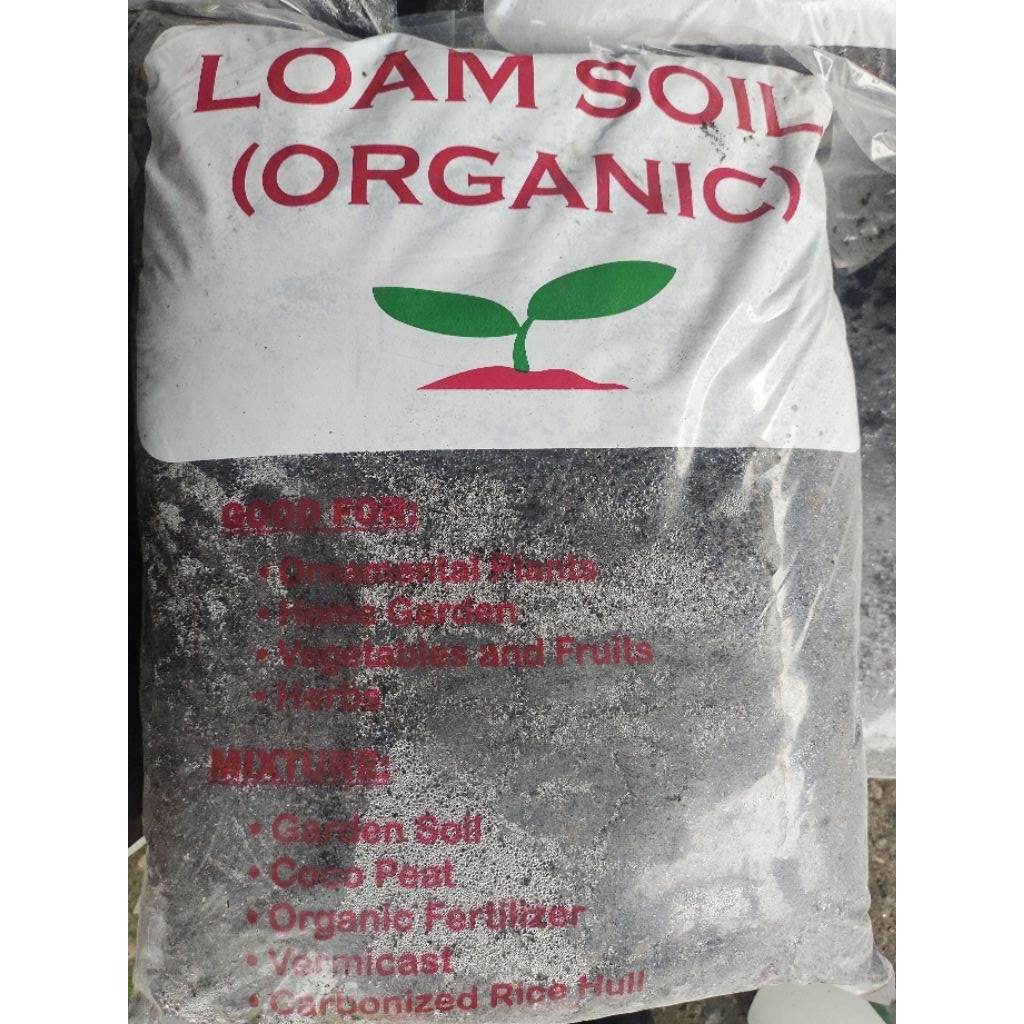 LOAM SOIL
(ORGANIC)
GOOD FOR:
• Ornamental Plants
• Home Garden
• Vegetables and Fruits
• Herbs
MIXTURE:
• Garden Soil
• Coco Peat
• Organic Fertilizer
• Vermicast
• Carbonized Rice Hull